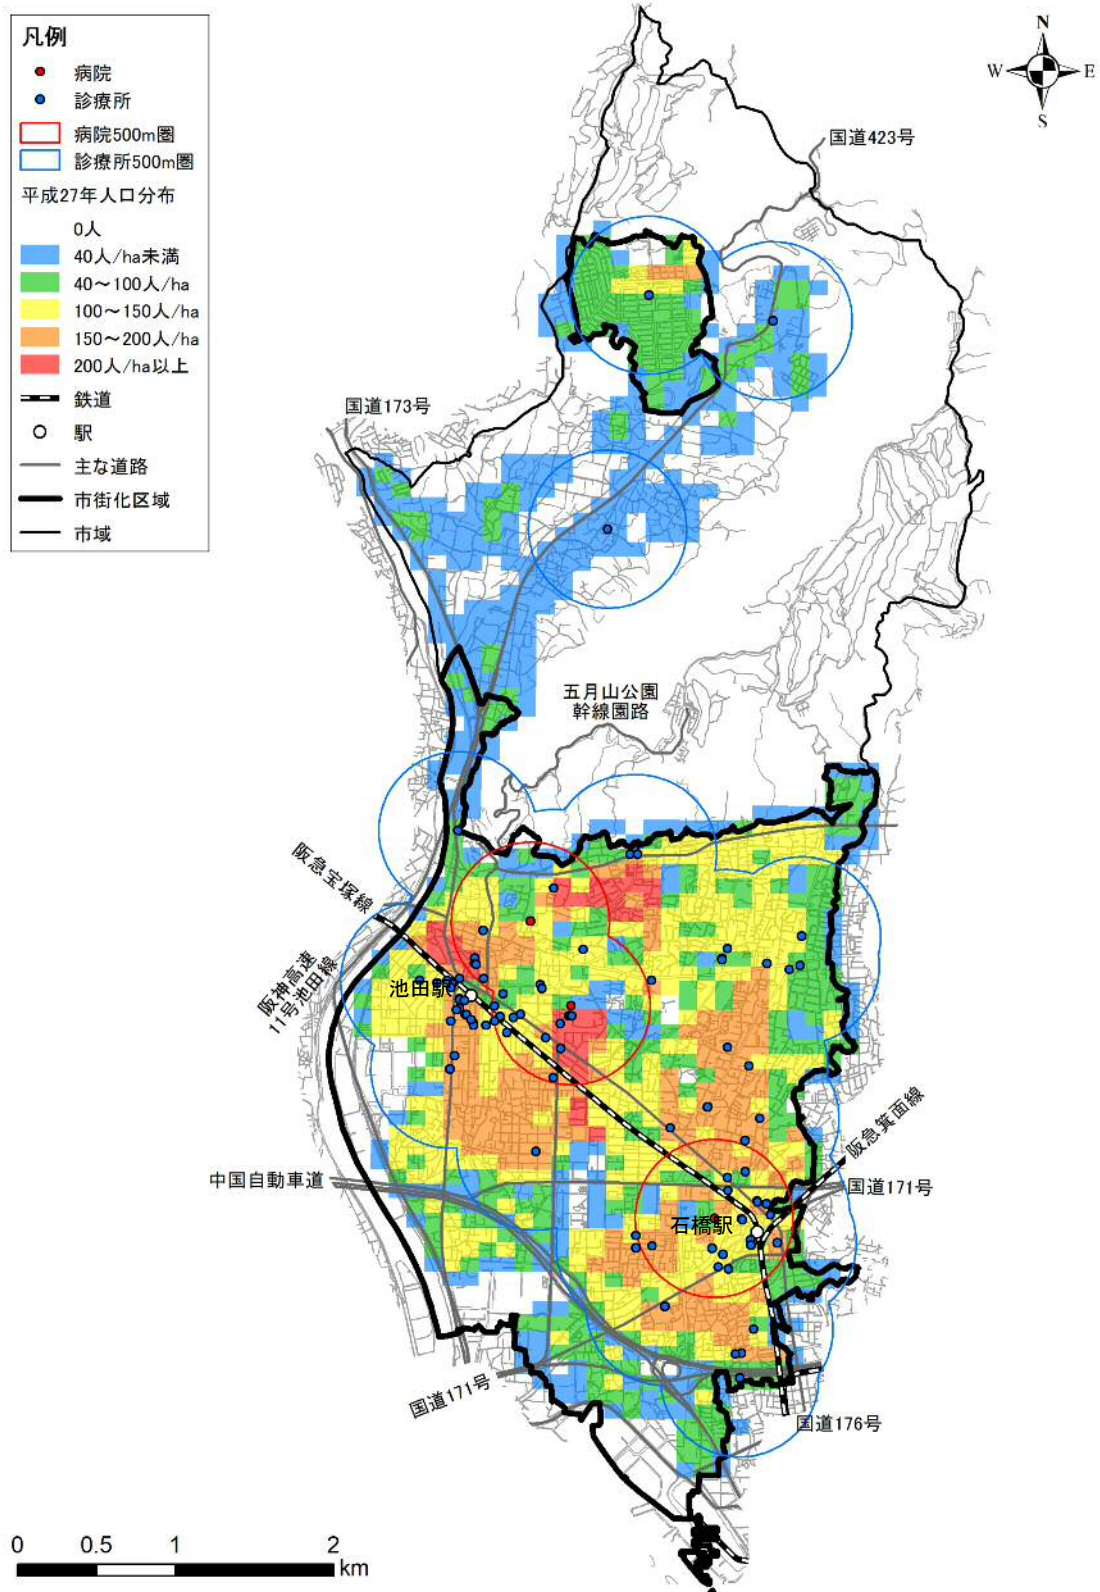 凡例
病院
診療所
病院500m圏
診療所500m圏
平成27年人口分布
0人
40人/ha未満
40～100人/ha
100～150人/ha
150～200人/ha
200人/ha以上
鉄道
駅
主な道路
市街化区域
市域
N
W
E
S
国道423号
国道173号
五月山公園
幹線園路
阪急宝塚線
阪神高速
11号池田線
池田駅
中国自動車道
阪急箕面線
国道171号
石橋駅
国道171号
国道176号
0
0.5
1
2
km